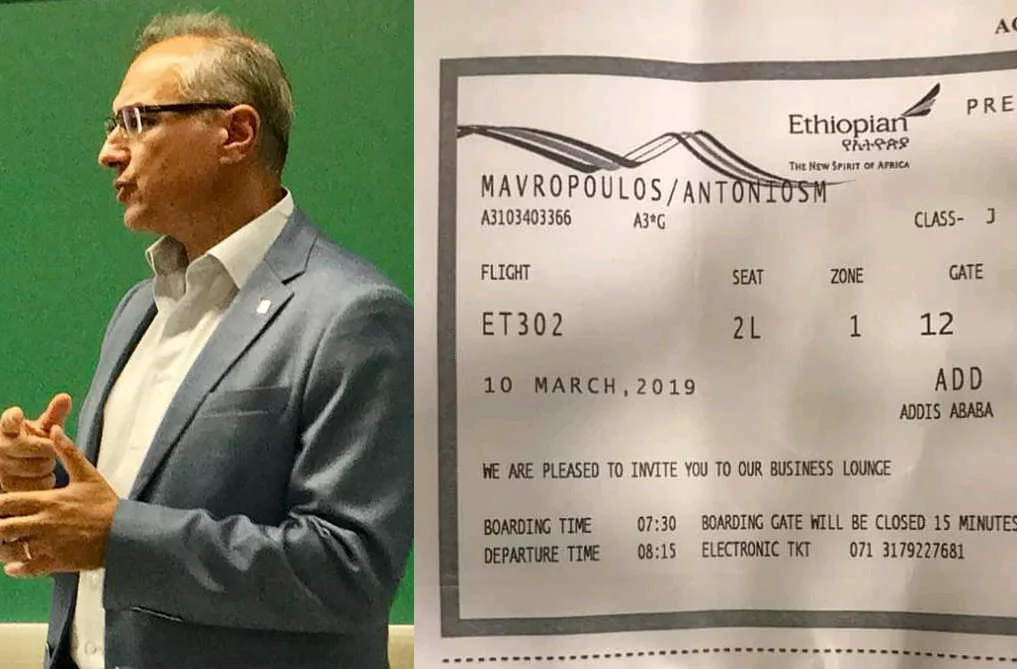 AC
Ethiopian
የኢትዮጵያ
THE NEW SPIRIT OF AFRICA
PRE
MAVROPOULOS/ANTONIOSM
A3103403366 A3*G CLASS- J
FLIGHT SEAT ZONE GATE
ET302 2L 1 12
10 MARCH,2019 ADD
ADDIS ABABA
WE ARE PLEASED TO INVITE YOU TO OUR BUSINESS LOUNGE
BOARDING TIME 07:30 BOARDING GATE WILL BE CLOSED 15 MINUTES
DEPARTURE TIME 08:15 ELECTRONIC TKT 071 3179227681